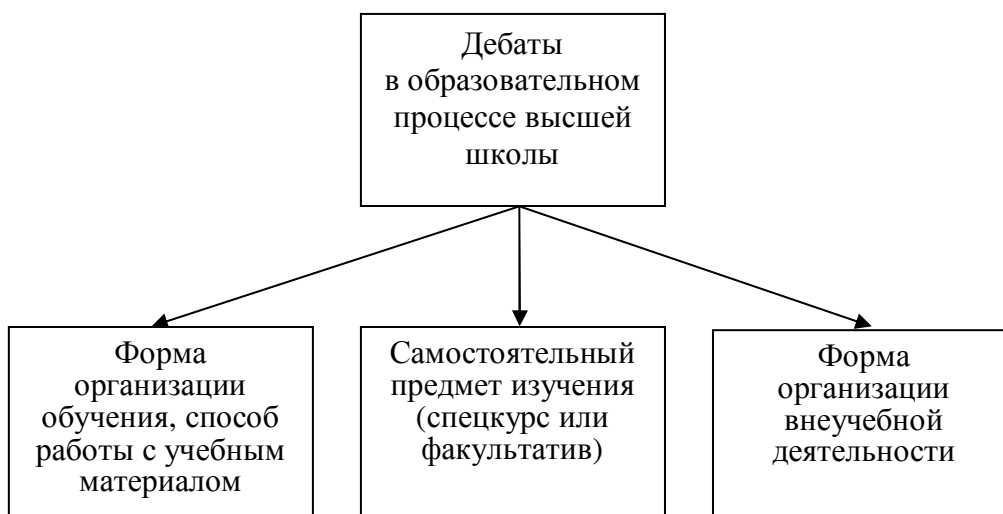 Дебаты
в образовательном
процессе высшей
школы
Форма
организации
обучения, способ
работы с учебным
материалом
Самостоятельный
предмет изучения
(спецкурс или
факультатив)
Форма
организации
внеучебной
деятельности